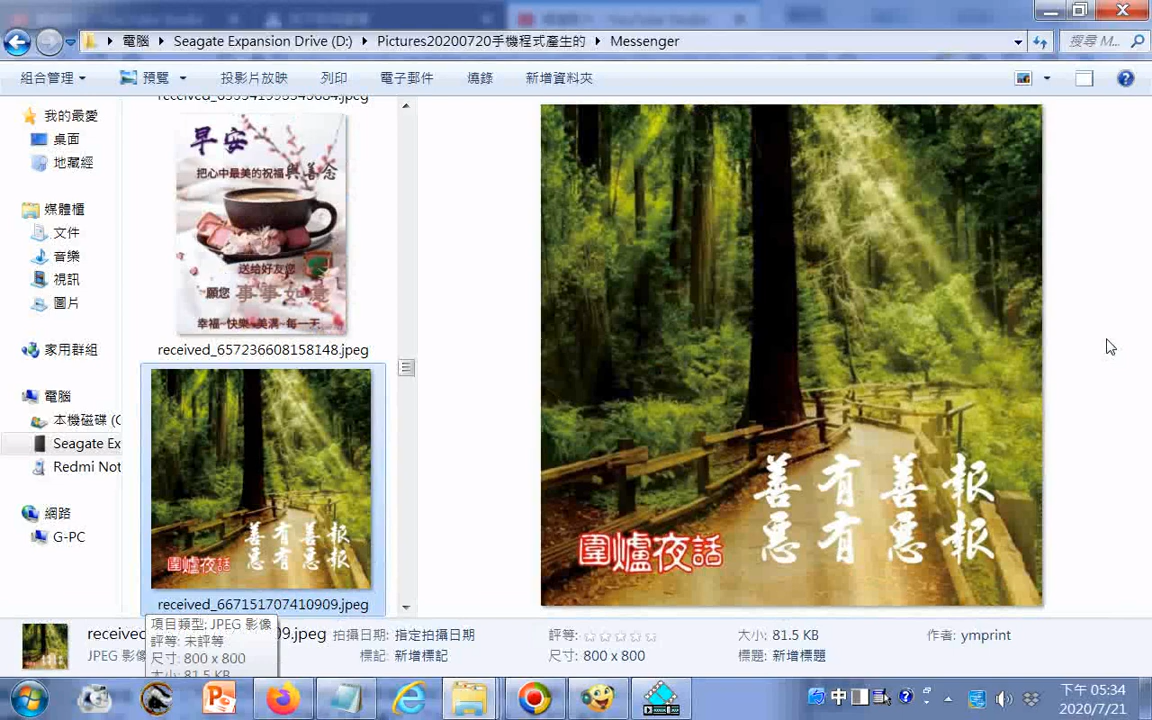 電腦 Seagate Expansion Drive (D:) Pictures20200720手機程式產生的 Messenger
搜尋 M...
組合管理 預覽 投影片放映 列印 電子郵件 燒錄 新增資料夾
我的最愛
桌面
地藏經
媒體櫃
文件
音樂
視訊
圖片
家用群組
電腦
本機磁碟 (C
Seagate Ex
Redmi Not
網路
G-PC
早安
把心中最美的祝福與善念
送給好友您
願您 事事如意
幸福~快樂~美滿~每一天
received_657236608158148.jpeg
善有善報
惡有惡報
圍爐夜話
received_667151707410909.jpeg
善有善報
惡有惡報
圍爐夜話
項目類型: JPEG 影像
評等: 未評等
尺寸: 800 x 800
大小: 81.5 KB
received
09.jpeg
拍攝日期: 指定拍攝日期
評等:
大小: 81.5 KB
作者: ymprint
JPEG 影像
標記: 新增標記
尺寸: 800 x 800
標題: 新增標題
中
下午 05:34
2020/7/21